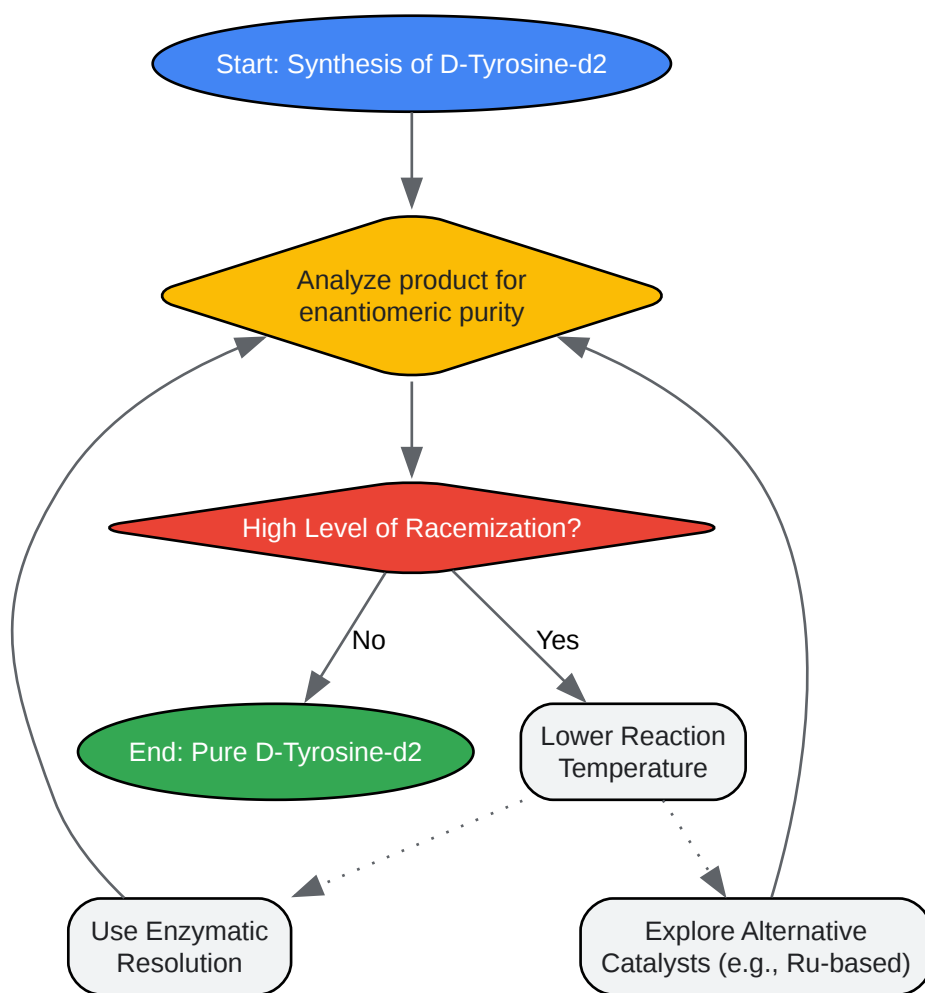 Start: Synthesis of D-Tyrosine-d2
Analyze product for
enantiomeric purity
High Level of Racemization?
No
Yes
End: Pure D-Tyrosine-d2
Lower Reaction
Temperature
Use Enzymatic
Resolution
Explore Alternative
Catalysts (e.g., Ru-based)